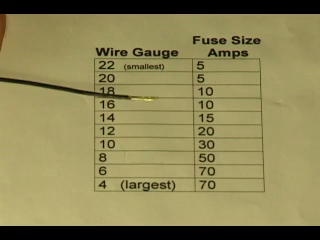 Fuse Size
Wire Gauge Amps
22 (smallest) 5
20 5
18 10
16 10
14 15
12 20
10 30
8 50
6 70
4 (largest) 70